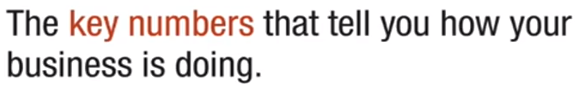 The key numbers that tell you how your
business is doing.